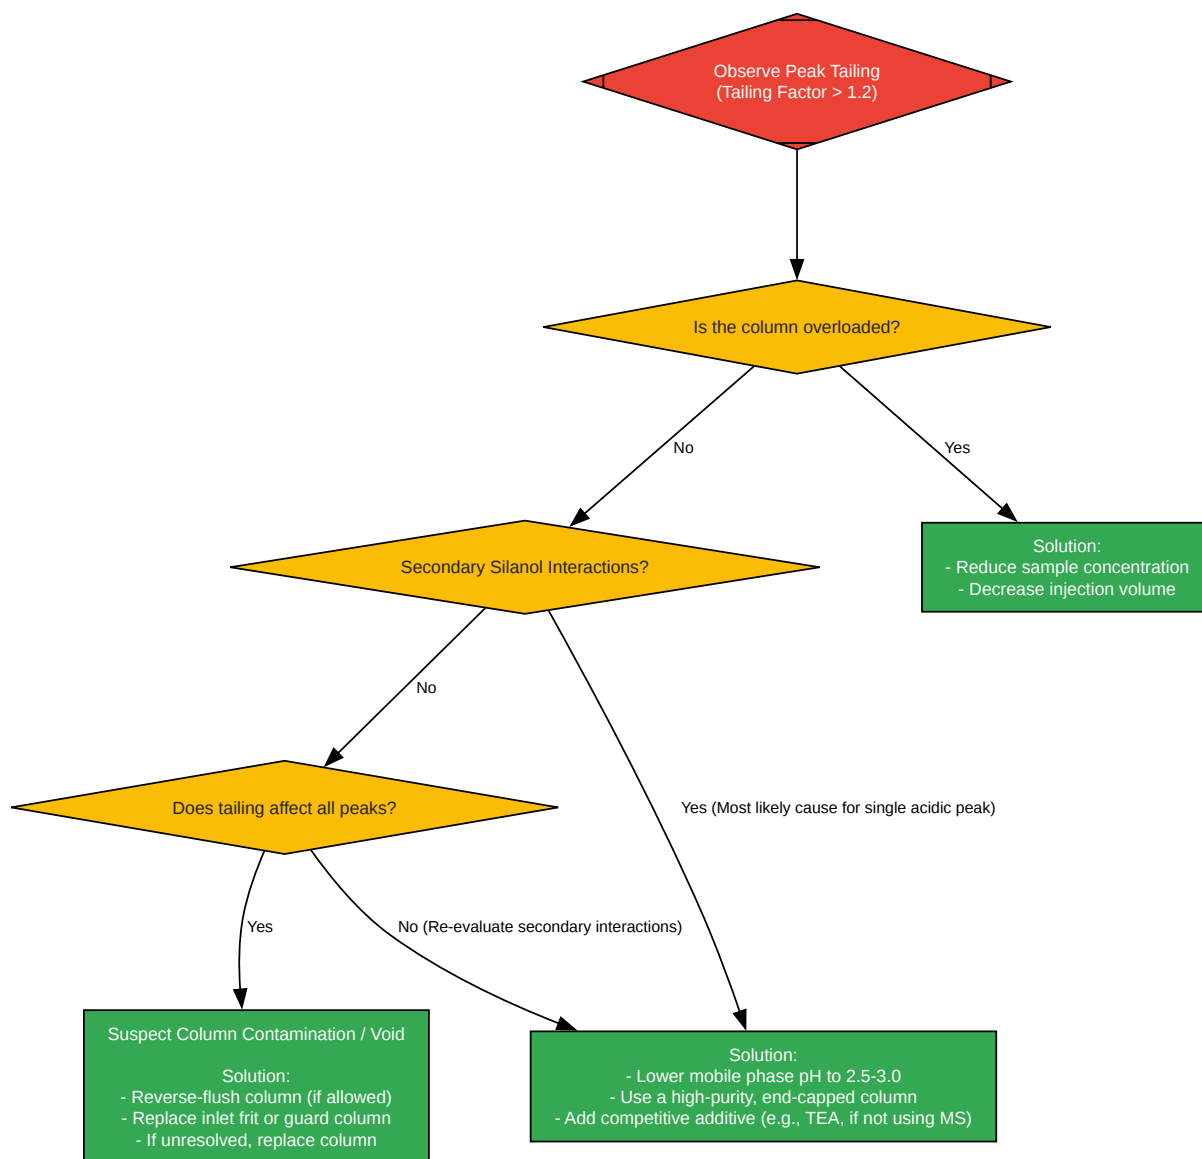 Observe Peak Tailing
(Tailing Factor > 1.2)
Is the column overloaded?
No
Yes
Secondary Silanol Interactions?
Solution:
- Reduce sample concentration
- Decrease injection volume
No
Does tailing affect all peaks?
Yes (Most likely cause for single acidic peak)
Yes
No (Re-evaluate secondary interactions)
Suspect Column Contamination / Void
Solution:
- Reverse-flush column (if allowed)
- Replace inlet frit or guard column
- If unresolved, replace column
Solution:
- Lower mobile phase pH to 2.5-3.0
- Use a high-purity, end-capped column
- Add competitive additive (e.g., TEA, if not using MS)